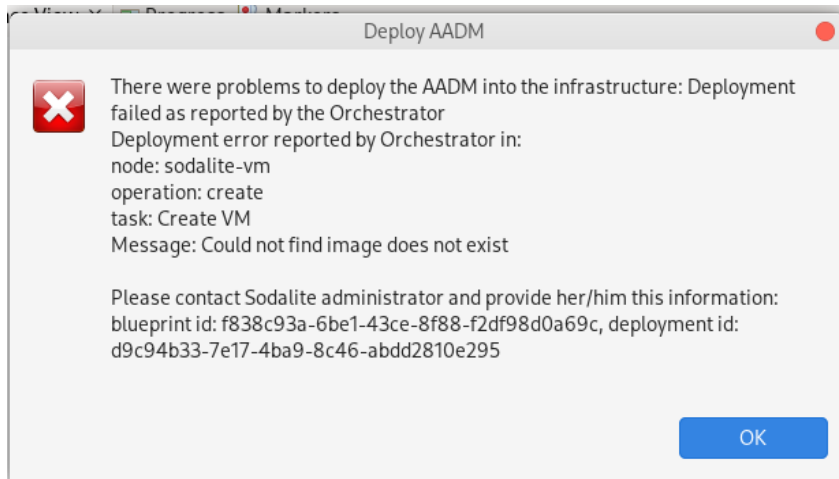 Deploy AADM
There were problems to deploy the AADM into the infrastructure: Deployment
failed as reported by the Orchestrator
Deployment error reported by Orchestrator in:
node: sodalite-vm
operation: create
task: Create VM
Message: Could not find image does not exist
Please contact Sodalite administrator and provide her/him this information:
blueprint id: f838c93a-6be1-43ce-8f88-f2df98d0a69c, deployment id:
d9c94b33-7e17-4ba9-8c46-abdd2810e295
OK